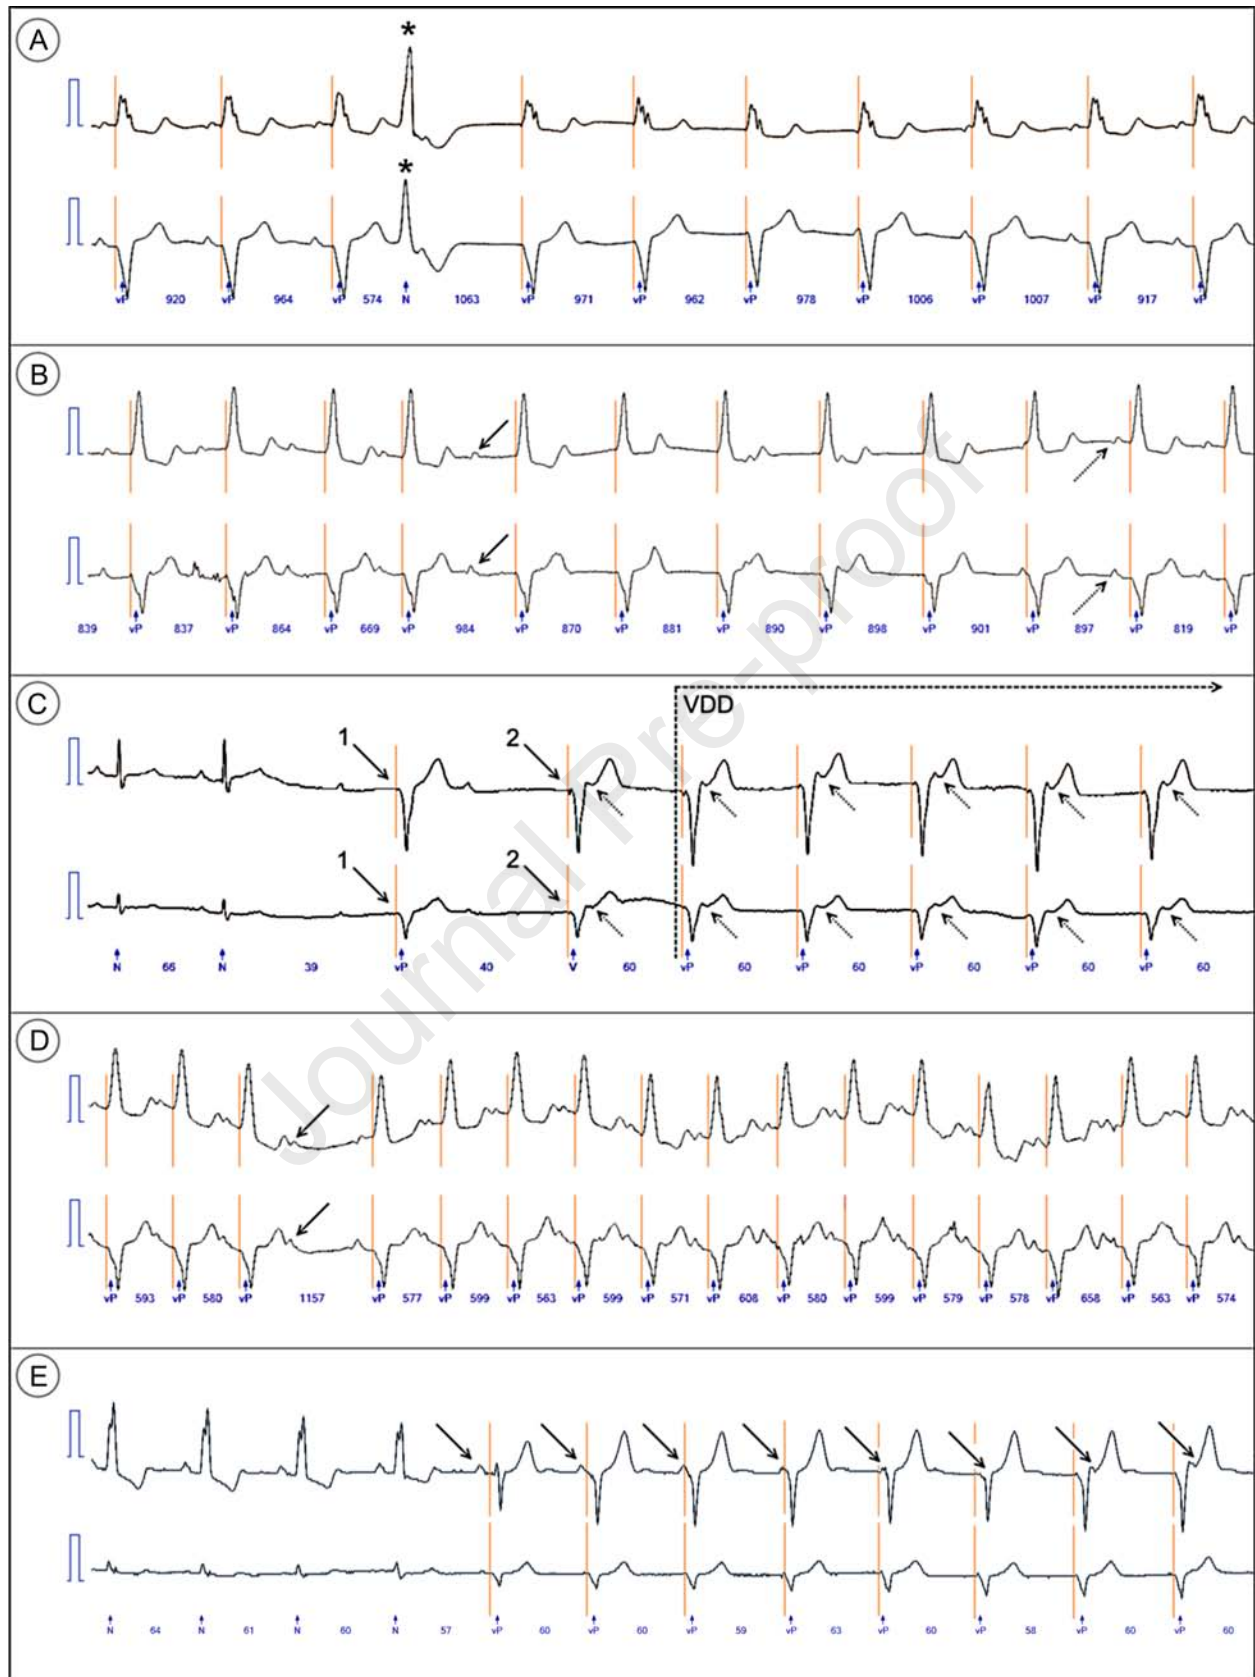 A
*
*
vP 920 vP 964 vP 574 N 1063 vP 971 vP 962 vP 978 vP 1006 vP 1007 vP 917 vP
B
839 vP 837 vP 864 vP 669 vP 984 vP 870 vP 881 vP 890 vP 898 vP 901 vP 897 vP 819 vP
C
VDD
1 2
1 2
N 66 N 39 vP 40 V 60 vP 60 vP 60 vP 60 vP 60 vP 60
D
vP 593 vP 580 vP 1157 vP 577 vP 599 vP 563 vP 599 vP 571 vP 608 vP 580 vP 599 vP 579 vP 578 vP 658 vP 563 vP 574
E
N 64 N 61 N 60 N 57 vP 60 vP 60 vP 59 vP 63 vP 60 vP 58 vP 60 vP 60
Journal Pre-proof